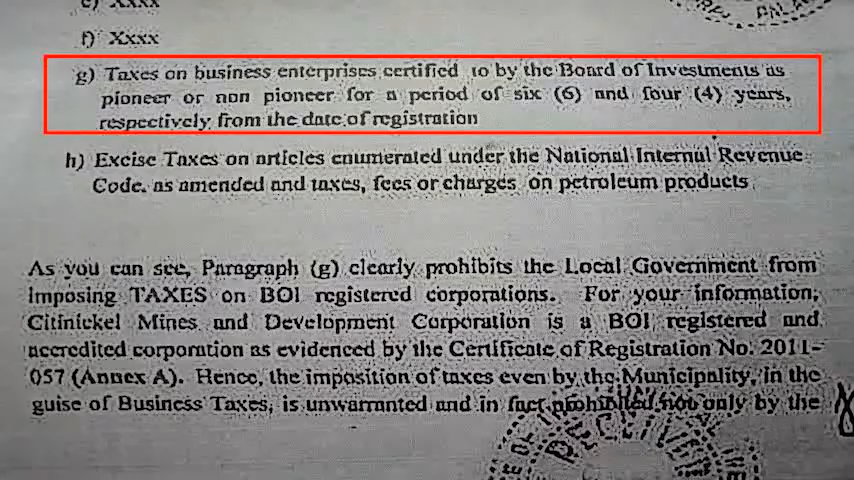 e) Xxxx
f) Xxxx
g) Taxes on business enterprises certified to by the Board of Investments as
pioneer or non pioneer for a period of six (6) and four (4) years,
respectively from the date of registration
h) Excise Taxes on articles enumerated under the National Internal Revenue
Code, as amended and taxes, fees or charges on petroleum products
As you can see, Paragraph (g) clearly prohibits the Local Government from
imposing TAXES on BOI registered corporations. For your information,
Citinickel Mines and Development Corporation is a BOI registered and
accredited corporation as evidenced by the Certificate of Registration No. 2011-
057 (Annex A). Hence, the imposition of taxes even by the Municipality, in the
guise of Business Taxes, is unwarranted and in fact prohibited not only by the